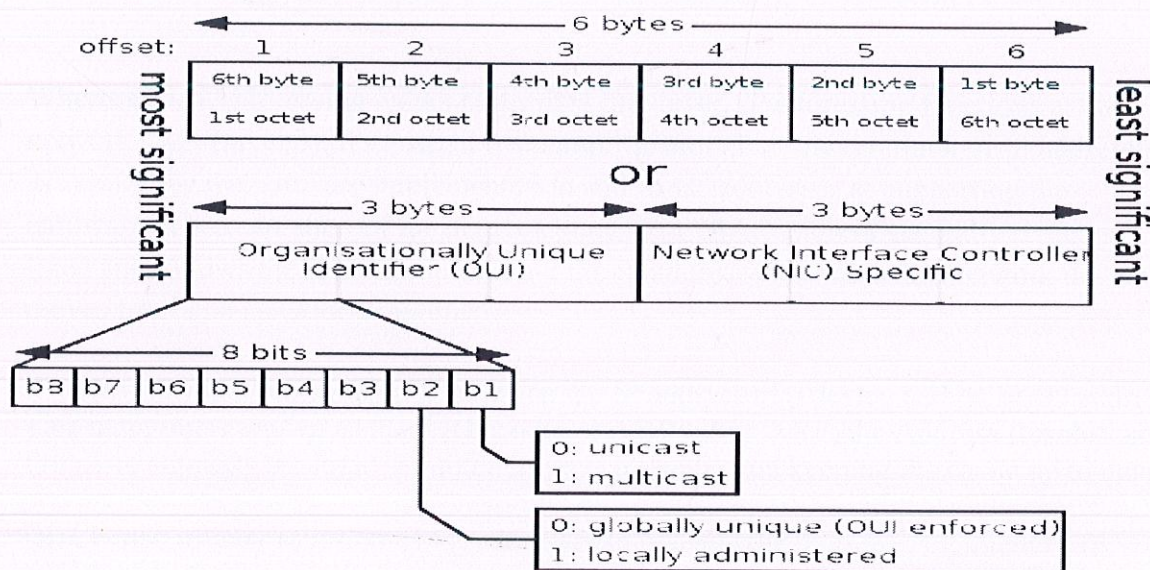 6 bytes
offset: 1 2 3 4 5 6
most significant
6th byte 5th byte 4th byte 3rd byte 2nd byte 1st byte
1st octet 2nd octet 3rd octet 4th octet 5th octet 6th octet
least significant
or
3 bytes 3 bytes
Organisationally Unique Identifier (OUI)
Network Interface Controller (NIC) Specific
8 bits
b8 b7 b6 b5 b4 b3 b2 b1
0: unicast
1: multicast
0: globally unique (OUI enforced)
1: locally administered